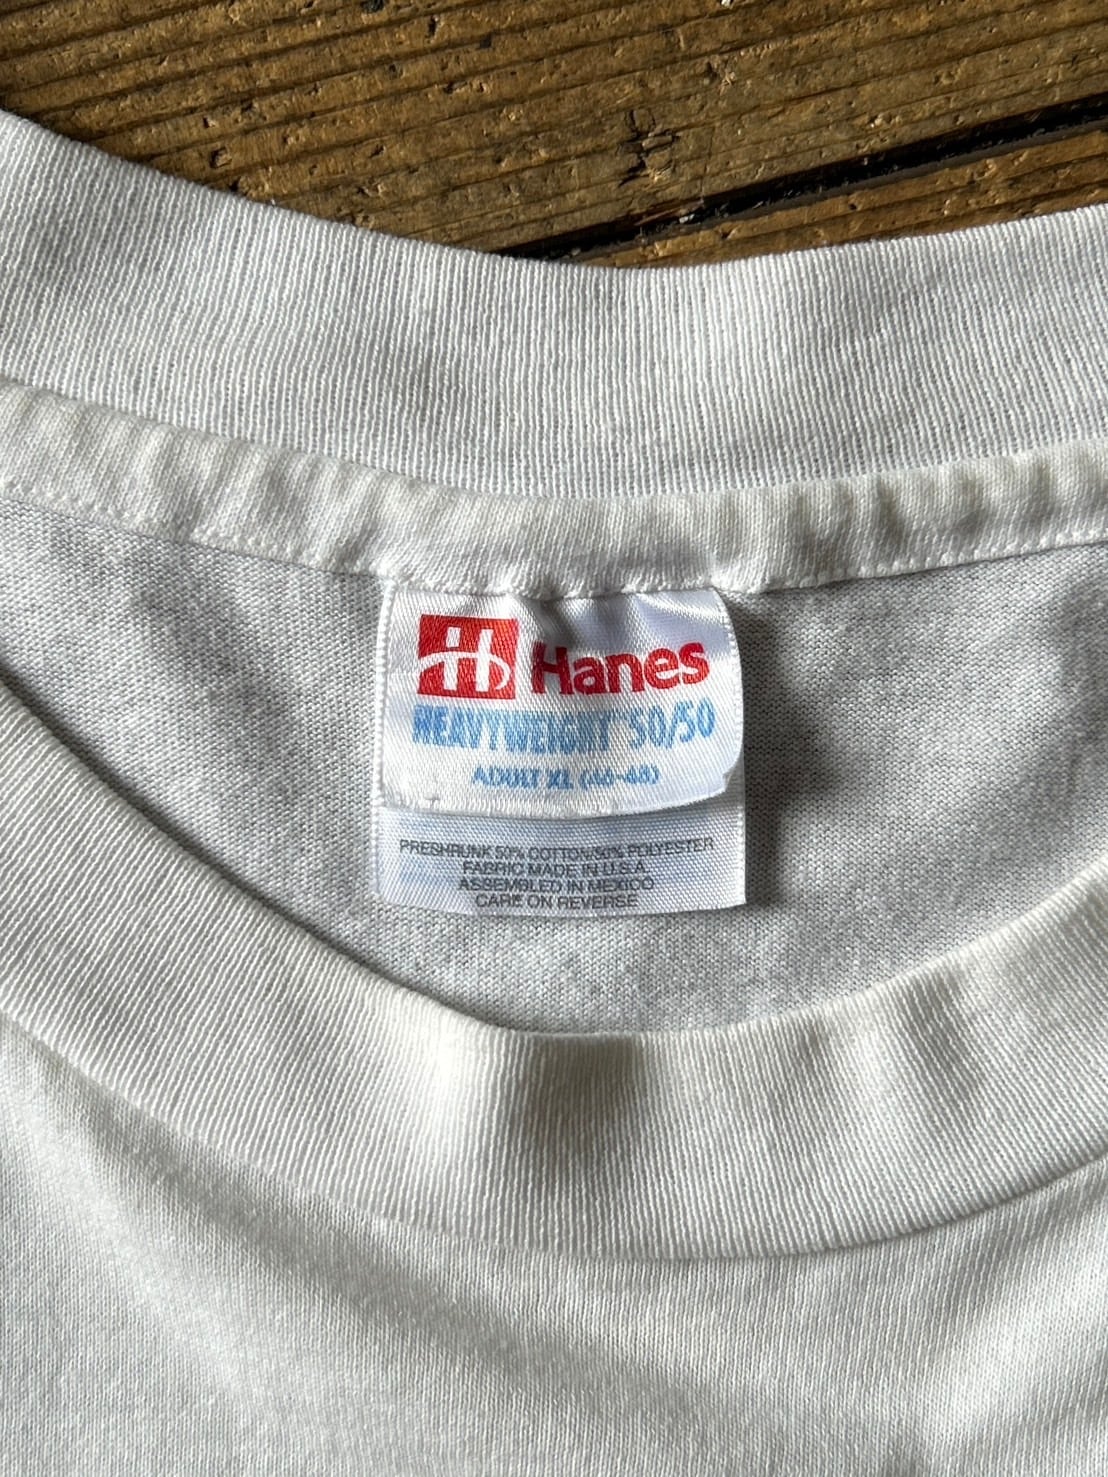 H Hanes
HEAVYWEIGHT 50/50
ADULT XL (46-48)
PRESHRUNK 50% COTTON/50% POLYESTER
FABRIC MADE IN U.S.A.
ASSEMBLED IN MEXICO
CARE ON REVERSE